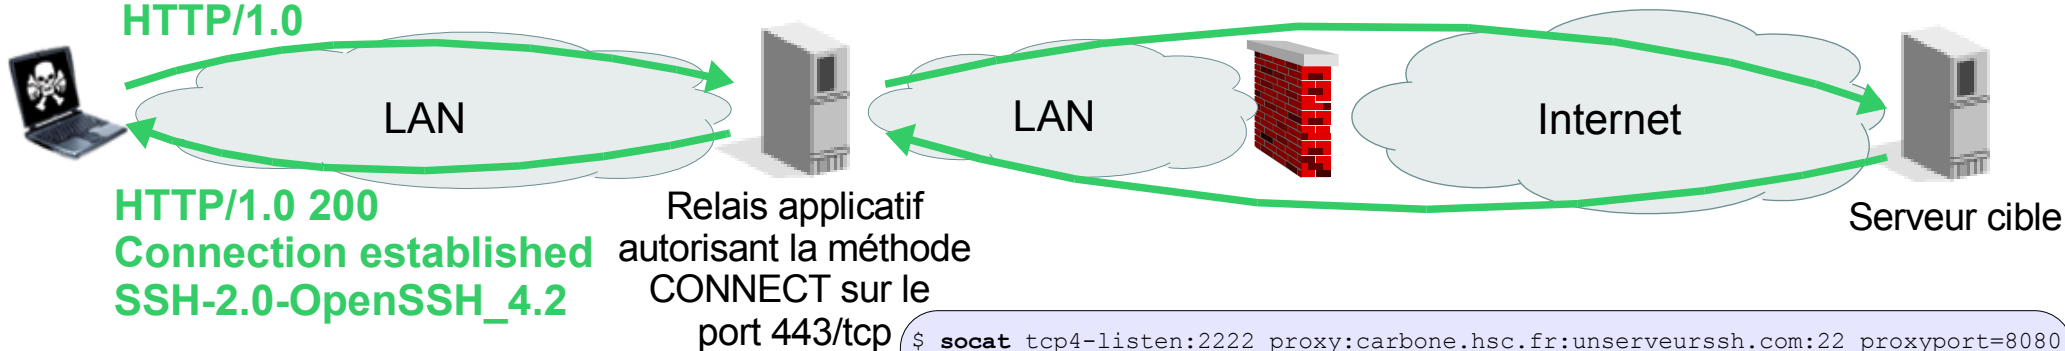 HTTP/1.0
LAN
LAN
Internet
HTTP/1.0 200
Connection established
SSH-2.0-OpenSSH_4.2
Relais applicatif
autorisant la méthode
CONNECT sur le
port 443/tcp
Serveur cible
$ socat tcp4-listen:2222 proxy:carbone.hsc.fr:unserveurssh.com:22 proxyport=8080